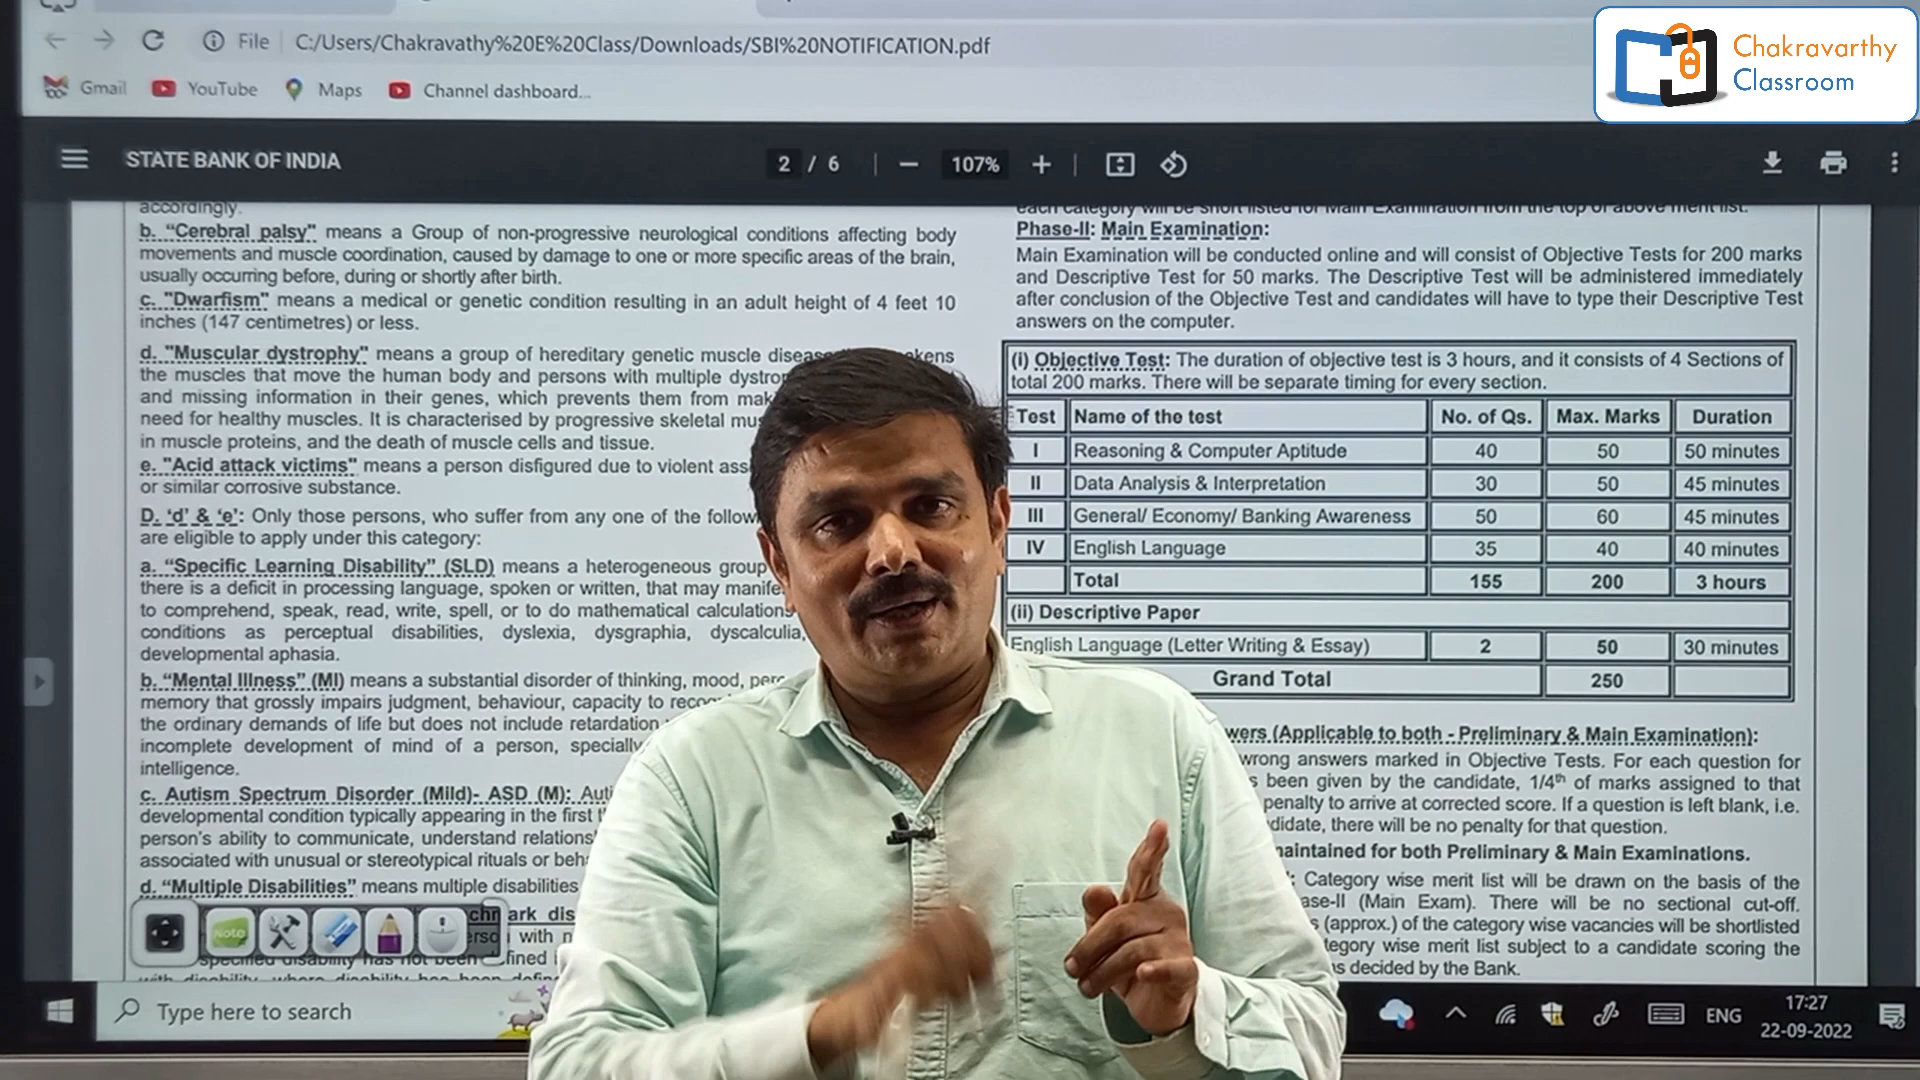 File C:/Users/Chakravathy%20E%20Class/Downloads/SBI%20NOTIFICATION.pdf
Chakravarthy
Classroom
Gmail YouTube Maps Channel dashboard...
STATE BANK OF INDIA 2 / 6 107%
accordingly.
b. “Cerebral palsy” means a Group of non-progressive neurological conditions affecting body
movements and muscle coordination, caused by damage to one or more specific areas of the brain,
usually occurring before, during or shortly after birth.
c. "Dwarfism" means a medical or genetic condition resulting in an adult height of 4 feet 10
inches (147 centimetres) or less.
d. "Muscular dystrophy" means a group of hereditary genetic muscle
the muscles that move the human body and persons with multiple
and missing information in their genes, which prevents them from
need for healthy muscles. It is characterised by progressive skeletal
in muscle proteins, and the death of muscle cells and tissue.
e. "Acid attack victims" means a person disfigured due to violent
or similar corrosive substance.
D. ‘d’ & ‘e’: Only those persons, who suffer from any one of the
are eligible to apply under this category:
a. “Specific Learning Disability” (SLD) means a heterogeneous group
there is a deficit in processing language, spoken or written, that may
to comprehend, speak, read, write, spell, or to do mathematical calculations
conditions as perceptual disabilities, dyslexia, dysgraphia, dyscalculia,
developmental aphasia.
b. “Mental Illness” (MI) means a substantial disorder of thinking, mood,
memory that grossly impairs judgment, behaviour, capacity to
the ordinary demands of life but does not include retardation
incomplete development of mind of a person, specially
intelligence.
c. Autism Spectrum Disorder (Mild)- ASD (M):
developmental condition typically appearing in the first
person's ability to communicate, understand
associated with unusual or stereotypical rituals or
d. “Multiple Disabilities” means multiple disabilities
with
specified disability has not been
each category will be short listed for Main Examination from the top of above merit list.
Phase-II: Main Examination:
Main Examination will be conducted online and will consist of Objective Tests for 200 marks
and Descriptive Test for 50 marks. The Descriptive Test will be administered immediately
after conclusion of the Objective Test and candidates will have to type their Descriptive Test
answers on the computer.
(i) Objective Test: The duration of objective test is 3 hours, and it consists of 4 Sections of
total 200 marks. There will be separate timing for every section.
Test Name of the test No. of Qs. Max. Marks Duration
I Reasoning & Computer Aptitude 40 50 50 minutes
II Data Analysis & Interpretation 30 50 45 minutes
III General/ Economy/ Banking Awareness 50 60 45 minutes
IV English Language 35 40 40 minutes
Total 155 200 3 hours
(ii) Descriptive Paper
English Language (Letter Writing & Essay) 2 50 30 minutes
Grand Total 250
(Applicable to both - Preliminary & Main Examination):
wrong answers marked in Objective Tests. For each question for
been given by the candidate, 1/4th of marks assigned to that
penalty to arrive at corrected score. If a question is left blank, i.e.
there will be no penalty for that question.
for both Preliminary & Main Examinations.
Category wise merit list will be drawn on the basis of the
(Main Exam). There will be no sectional cut-off.
(approx.) of the category wise vacancies will be shortlisted
wise merit list subject to a candidate scoring the
decided by the Bank.
Note
Type here to search
ENG
17:27
22-09-2022